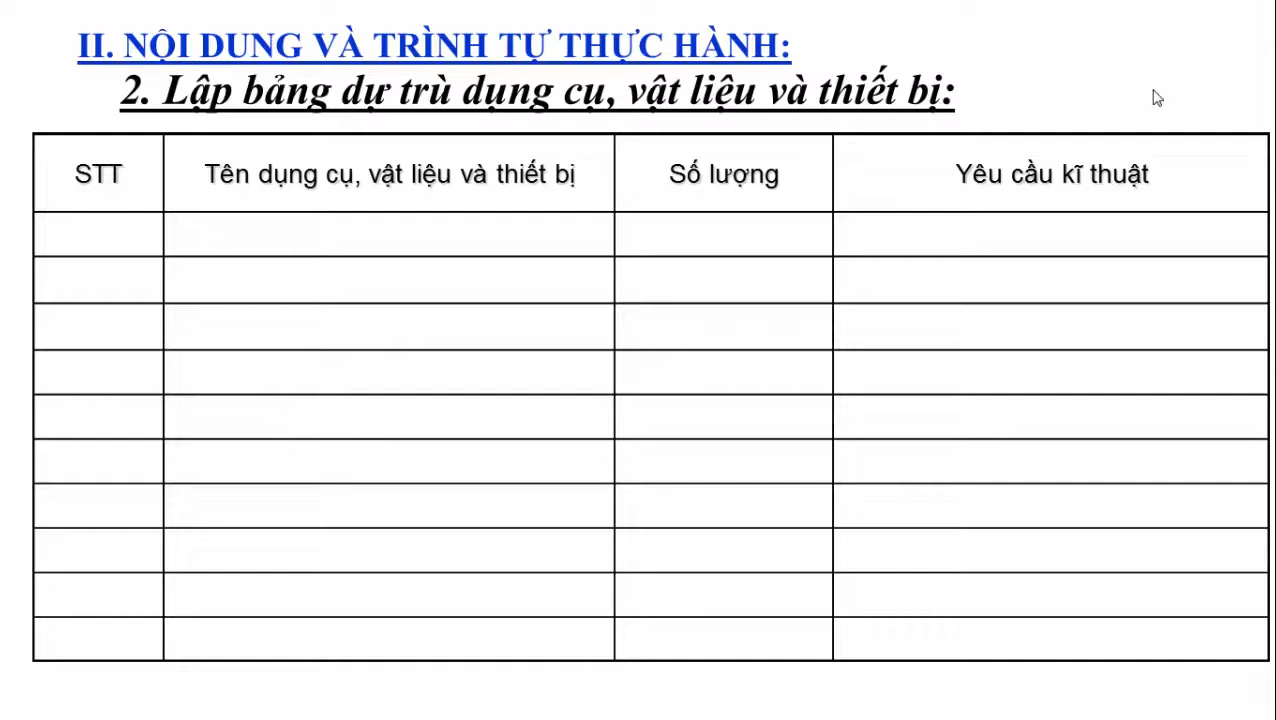 II. NỘI DUNG VÀ TRÌNH TỰ THỰC HÀNH:
2. Lập bảng dự trù dụng cụ, vật liệu và thiết bị:
STT Tên dụng cụ, vật liệu và thiết bị Số lượng Yêu cầu kĩ thuật